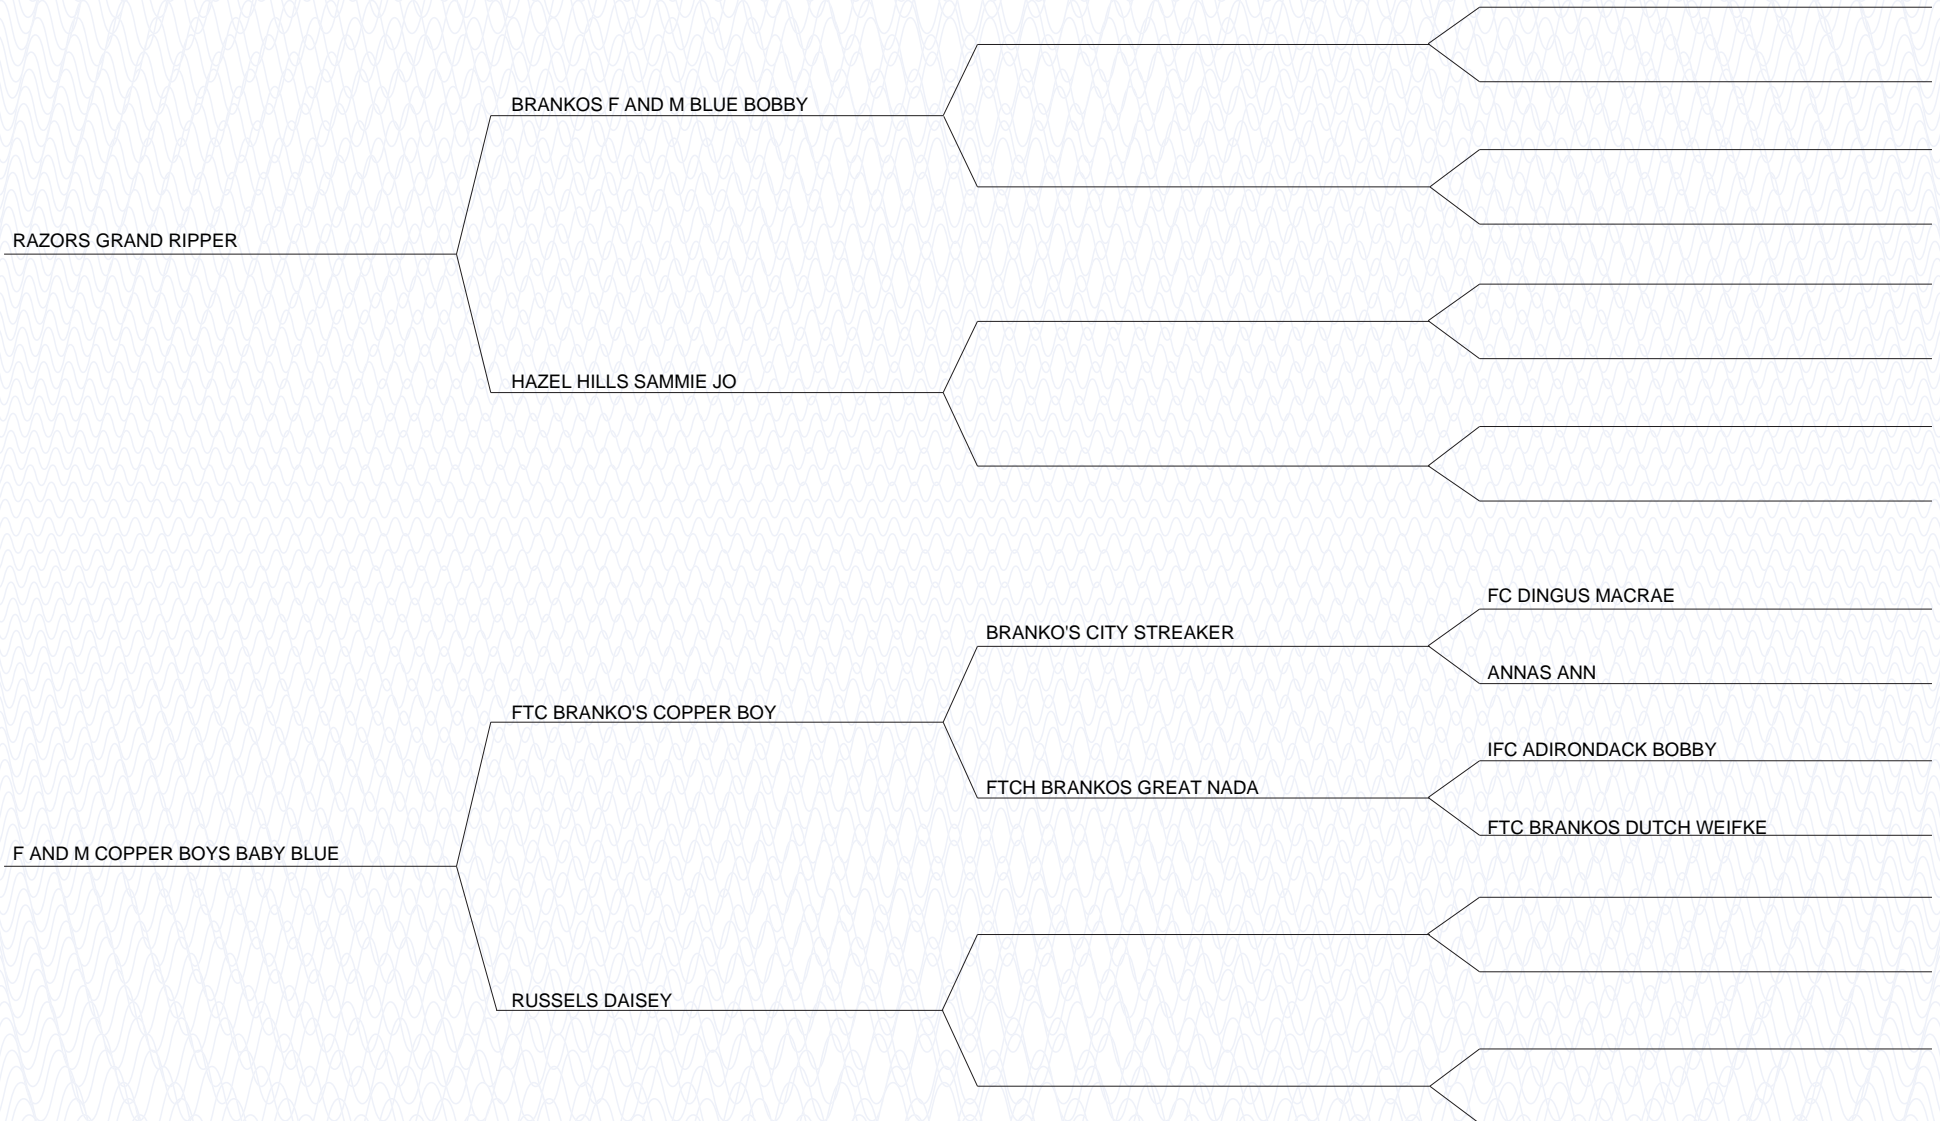 BRANKOS F AND M BLUE BOBBY
RAZORS GRAND RIPPER
HAZEL HILLS SAMMIE JO
FC DINGUS MACRAE
BRANKO'S CITY STREAKER
ANNAS ANN
FTC BRANKO'S COPPER BOY
IFC ADIRONDACK BOBBY
FTCH BRANKOS GREAT NADA
FTC BRANKOS DUTCH WEIFKE
F AND M COPPER BOYS BABY BLUE
RUSSELS DAISEY